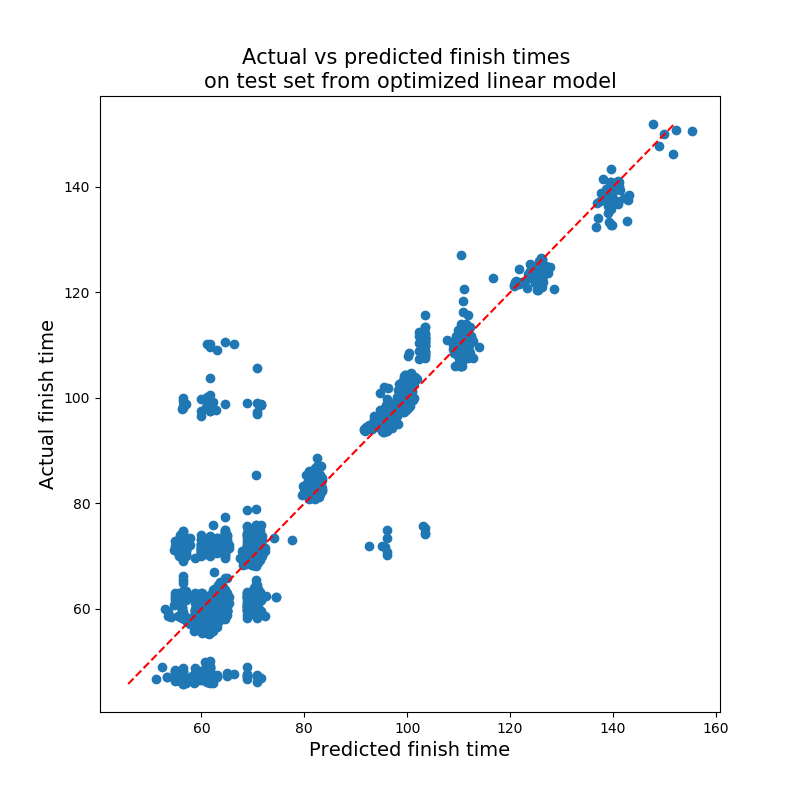 Actual vs predicted finish times
on test set from optimized linear model
Actual finish time
140
120
100
80
60
60 80 100 120 140 160
Predicted finish time